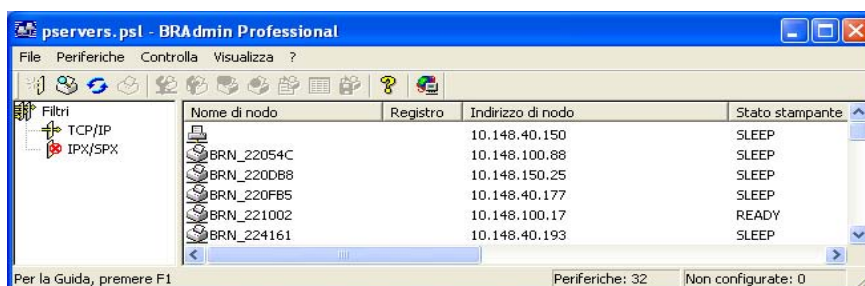 pservers.psl - BRAdmin Professional
File Periferiche Controlla Visualizza ?
Filtri
TCP/IP
IPX/SPX
Nome di nodo Registro Indirizzo di nodo Stato stampante
10.148.40.150 SLEEP
BRN_22054C 10.148.100.88 SLEEP
BRN_220DB8 10.148.150.25 SLEEP
BRN_220FB5 10.148.40.177 SLEEP
BRN_221002 10.148.100.17 READY
BRN_224161 10.148.40.193 SLEEP
Per la Guida, premere F1 Periferiche: 32 Non configurate: 0